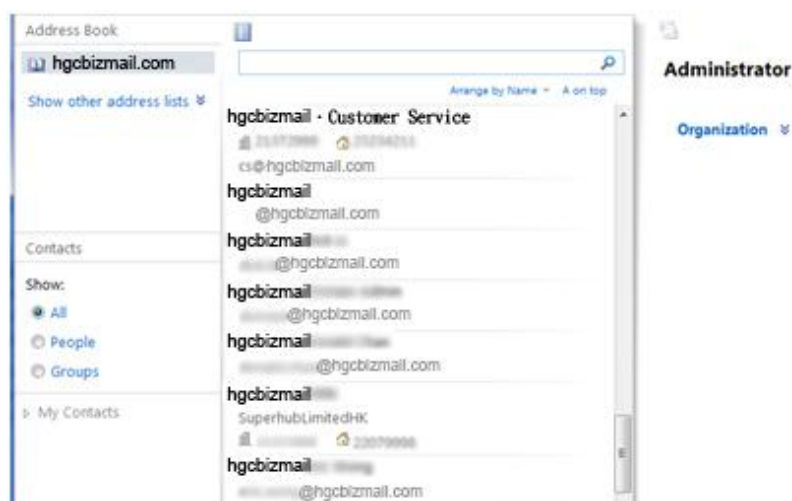 Address Book
hgcbizmail.com
Show other address lists
Contacts
Show:
All
People
Groups
My Contacts
Arrange by Name
A on top
hgcbizmail · Customer Service
cs@hgcbizmail.com
hgcbizmail
@hgcbizmail.com
hgcbizmail
@hgcbizmail.com
hgcbizmail
@hgcbizmail.com
hgcbizmail
@hgcbizmail.com
hgcbizmail
SuperhubLimitedHK
hgcbizmail
@hgcbizmail.com
Administrator
Organization